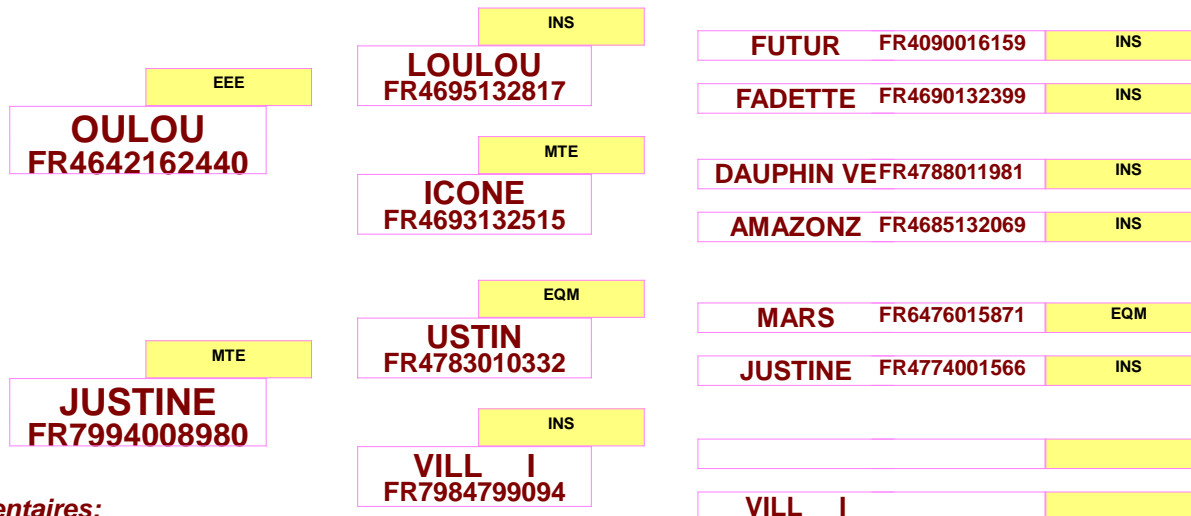 EEE
OULOU
FR4642162440
MTE
JUSTINE
FR7994008980
INS
LOULOU
FR4695132817
MTE
ICONE
FR4693132515
EQM
USTIN
FR4783010332
INS
VILL I
FR7984799094
FUTUR FR4090016159 INS
FADETTE FR4690132399 INS
DAUPHIN VE FR4788011981 INS
AMAZONZ FR4685132069 INS
MARS FR6476015871 EQM
JUSTINE FR4774001566 INS
VILL I
entaires: